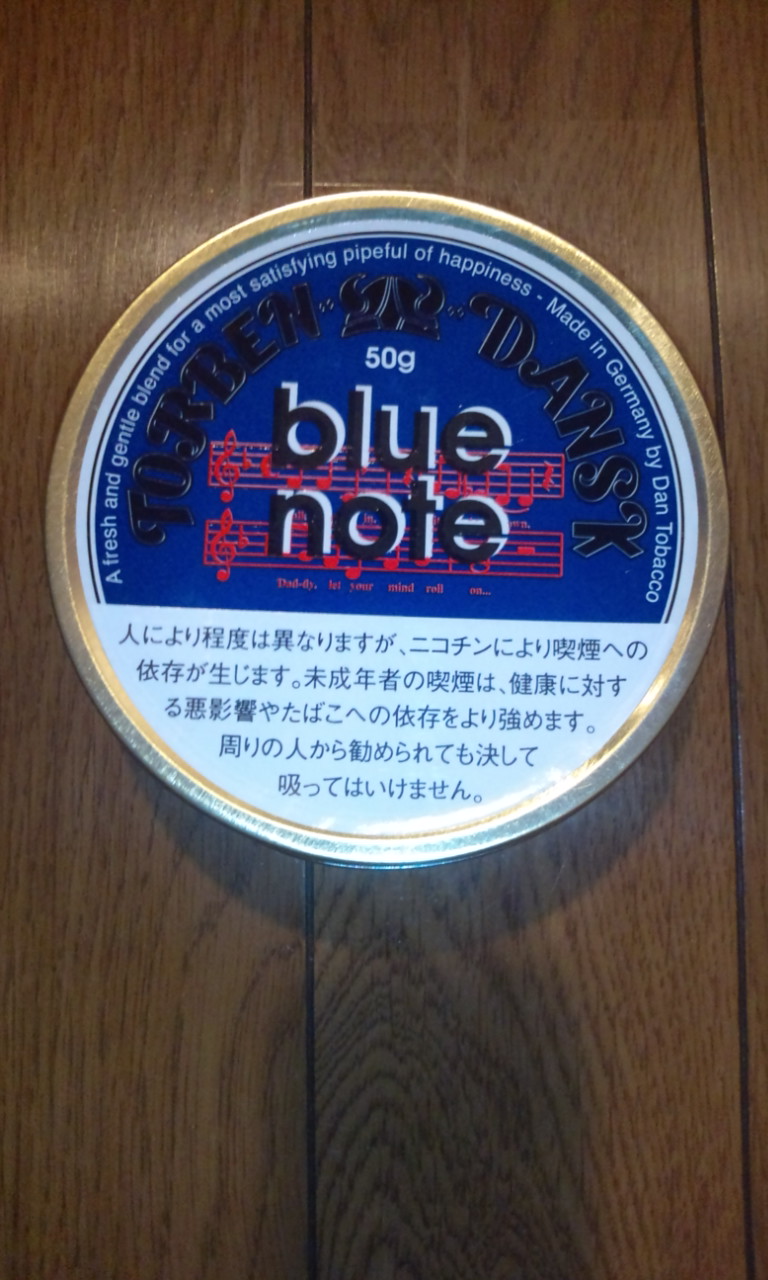 A fresh and gentle blend for a most satisfying pipeful of happiness - Made in Germany by Dan Tobacco
TORBEN DANSK
50g
blue
note
Dad-dy, let your mind roll on...
人により程度は異なりますが、ニコチンにより喫煙への
依存が生じます。未成年者の喫煙は、健康に対す
る悪影響やたばこへの依存をより強めます。
周りの人から勧められても決して
吸ってはいけません。